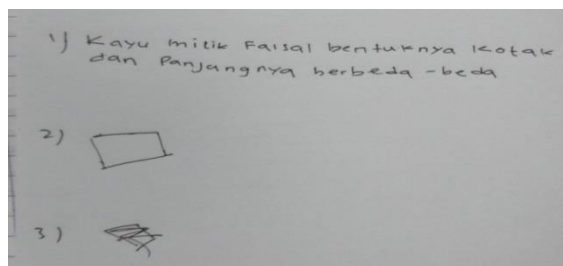 1) Kayu milik Faisal bentuknya kotak
dan Panjangnya berbeda-beda
2)
3)